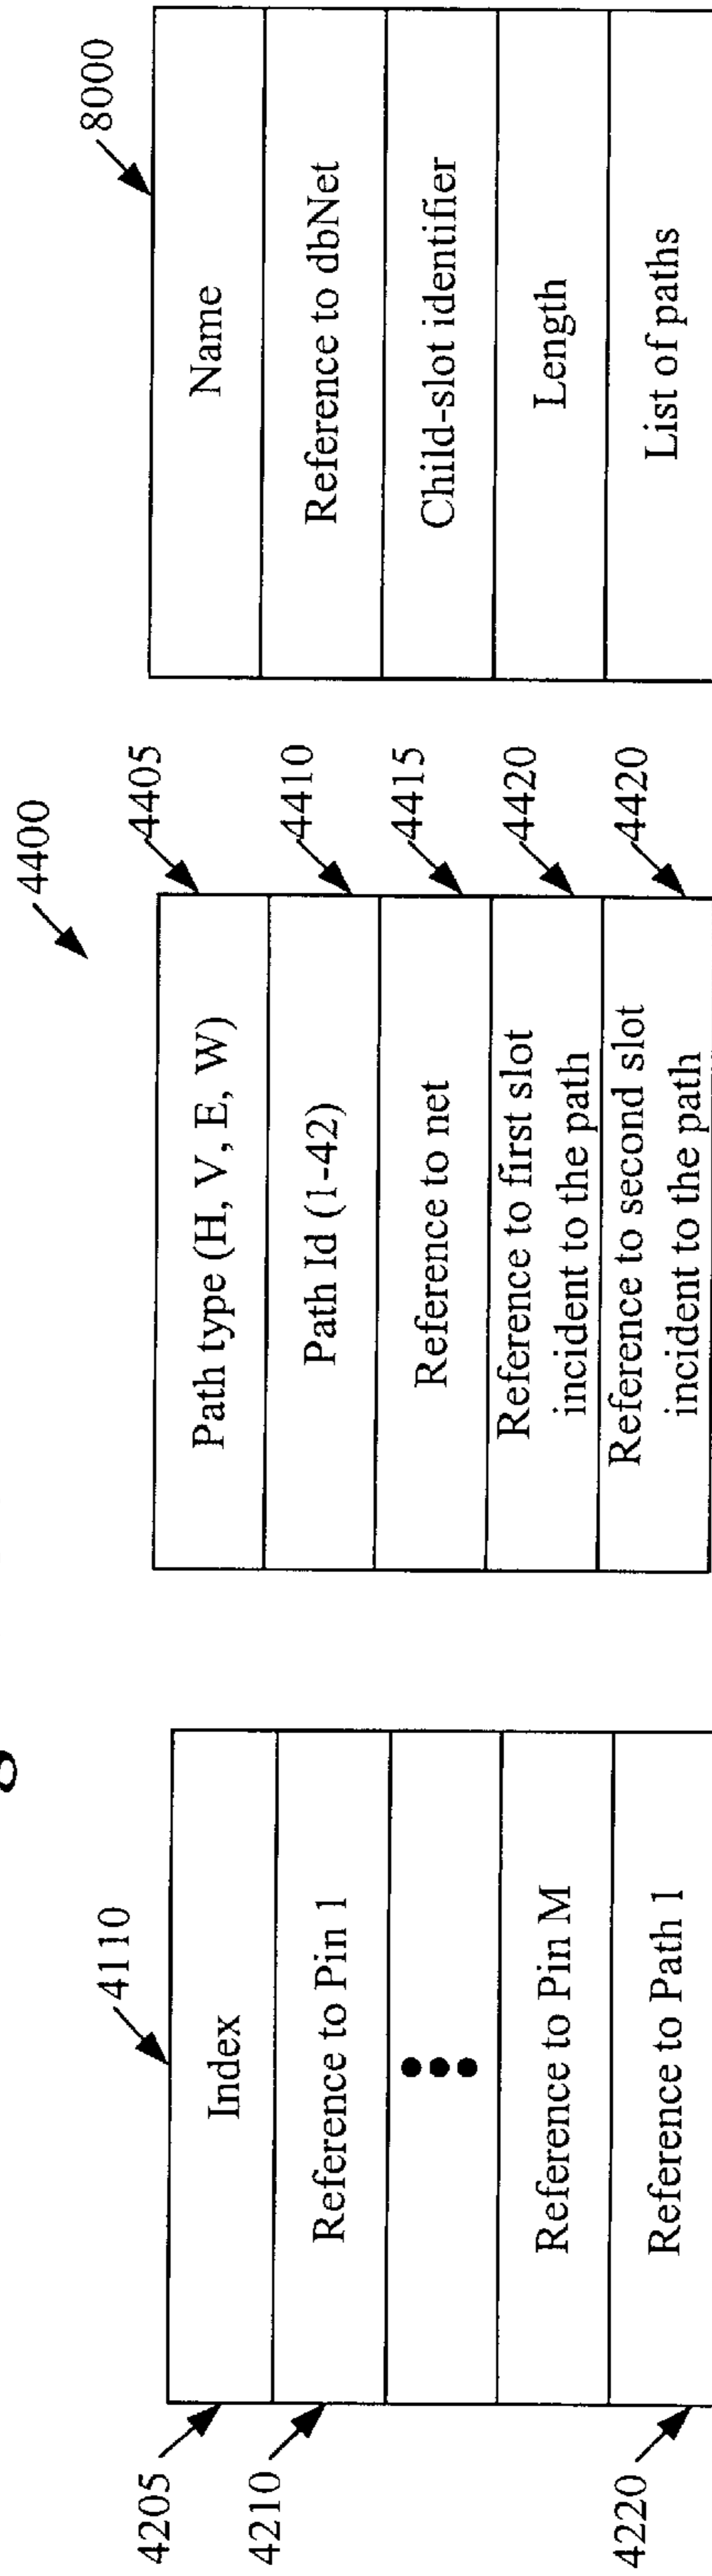 4110
4205
Index
4210
Reference to Pin 1
Reference to Pin M
4220
Reference to Path 1
4400
Path type (H, V, E, W)
4405
Path Id (1-42)
4410
Reference to net
4415
Reference to first slot
incident to the path
4420
Reference to second slot
incident to the path
4420
8000
Name
Reference to dbNet
Child-slot identifier
Length
List of paths